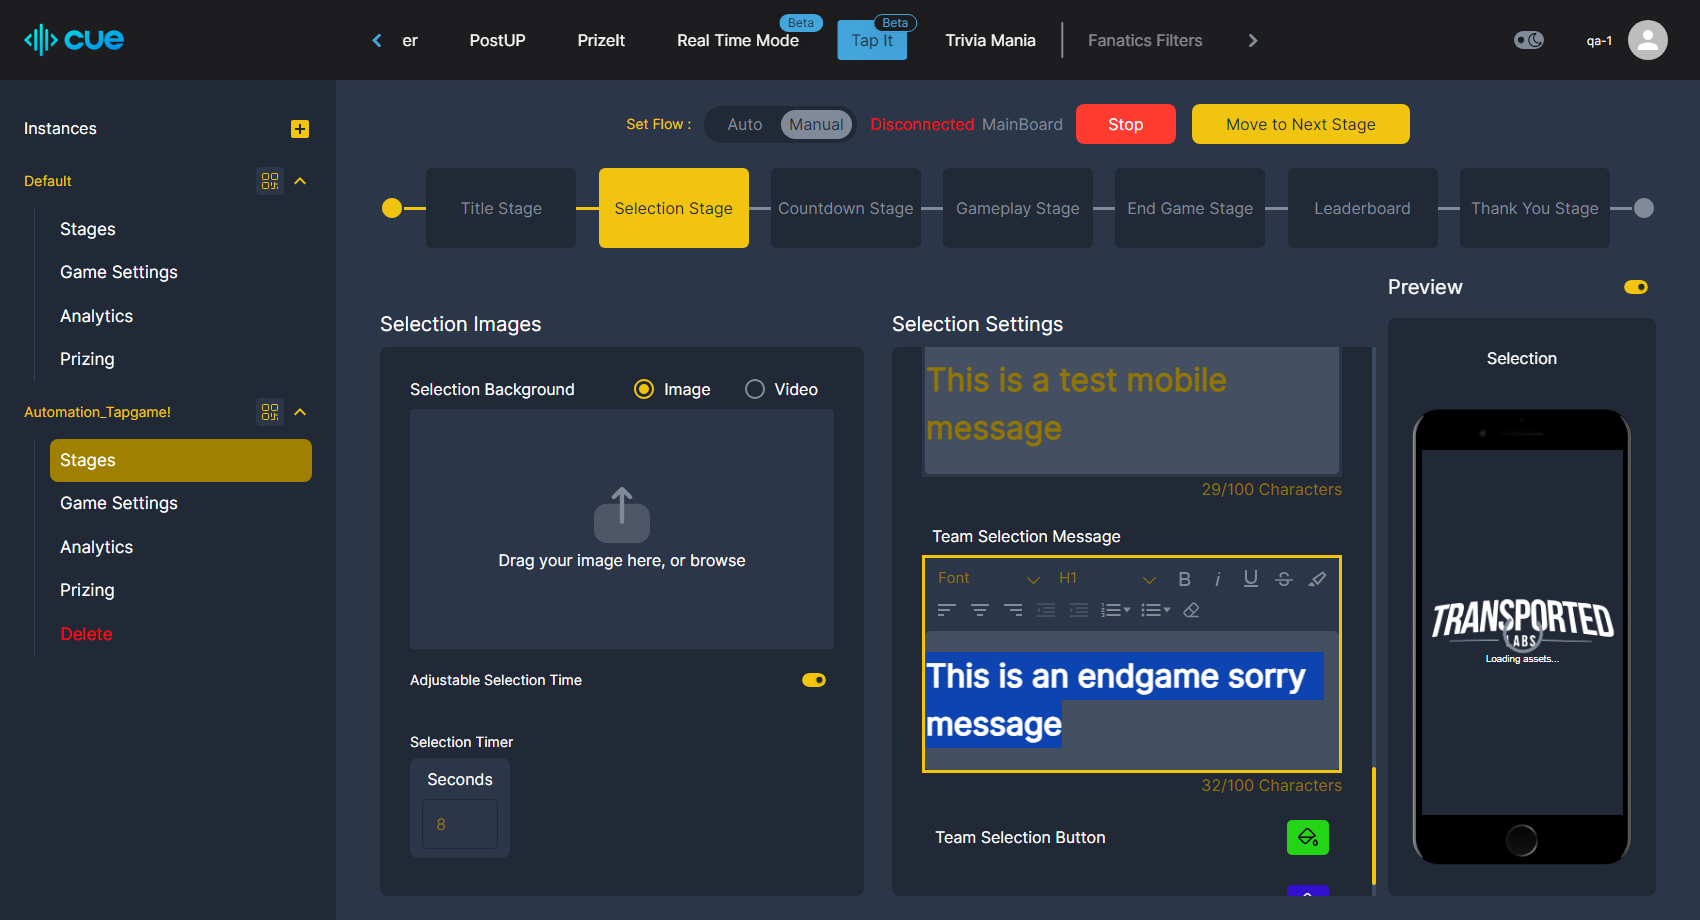 cue
er
PostUP
PrizeIt
Real Time Mode
Beta
Tap It
Beta
Trivia Mania
Fanatics Filters
qa-1
Instances
Default
Stages
Game Settings
Analytics
Prizing
Automation_Tapgame!
Stages
Game Settings
Analytics
Prizing
Delete
Set Flow :
Auto
Manual
Disconnected MainBoard
Stop
Move to Next Stage
Title Stage
Selection Stage
Countdown Stage
Gameplay Stage
End Game Stage
Leaderboard
Thank You Stage
Selection Images
Selection Background
Image
Video
Drag your image here, or browse
Adjustable Selection Time
Selection Timer
Seconds
8
Selection Settings
This is a test mobile
message
29/100 Characters
Team Selection Message
Font
H1
B
i
U
S
This is an endgame sorry
message
32/100 Characters
Team Selection Button
Preview
Selection
TRANSPORTED
LABS
Loading assets...